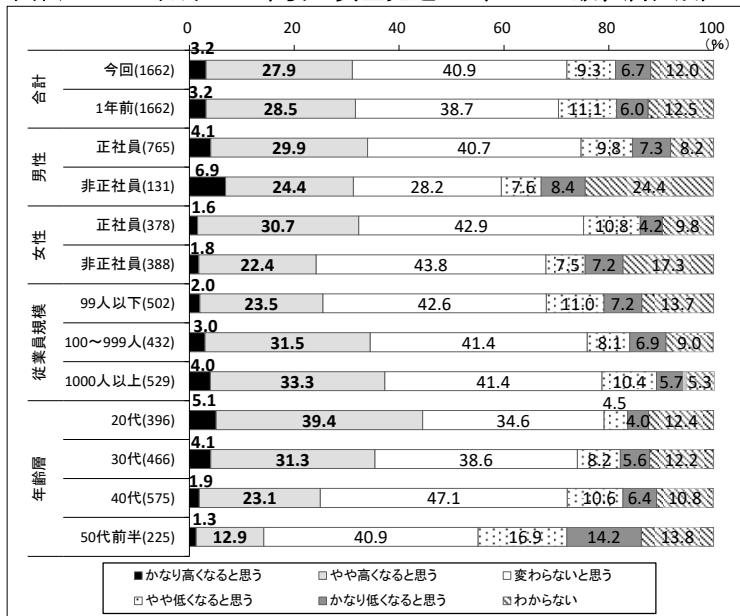 0 20 40 60 80 100
(%)
合計
今回(1662) 3.2 27.9 40.9 9.3 6.7 12.0
1年前(1662) 3.2 28.5 38.7 11.1 6.0 12.5
男性
正社員(765) 4.1 29.9 40.7 9.8 7.3 8.2
非正社員(131) 6.9 24.4 28.2 7.6 8.4 24.4
女性
正社員(378) 1.6 30.7 42.9 10.8 4.2 9.8
非正社員(388) 1.8 22.4 43.8 7.5 7.2 17.3
従業員規模
99人以下(502) 2.0 23.5 42.6 11.0 7.2 13.7
100～999人(432) 3.0 31.5 41.4 8.1 6.9 9.0
1000人以上(529) 4.0 33.3 41.4 10.4 5.7 5.3
年齢層
20代(396) 5.1 39.4 34.6 4.5 4.0 12.4
30代(466) 4.1 31.3 38.6 8.2 5.6 12.2
40代(575) 1.9 23.1 47.1 10.6 6.4 10.8
50代前半(225) 1.3 12.9 40.9 16.9 14.2 13.8
かなり高くなると思う やや高くなると思う 変わらないと思う
やや低くなると思う かなり低くなると思う わからない